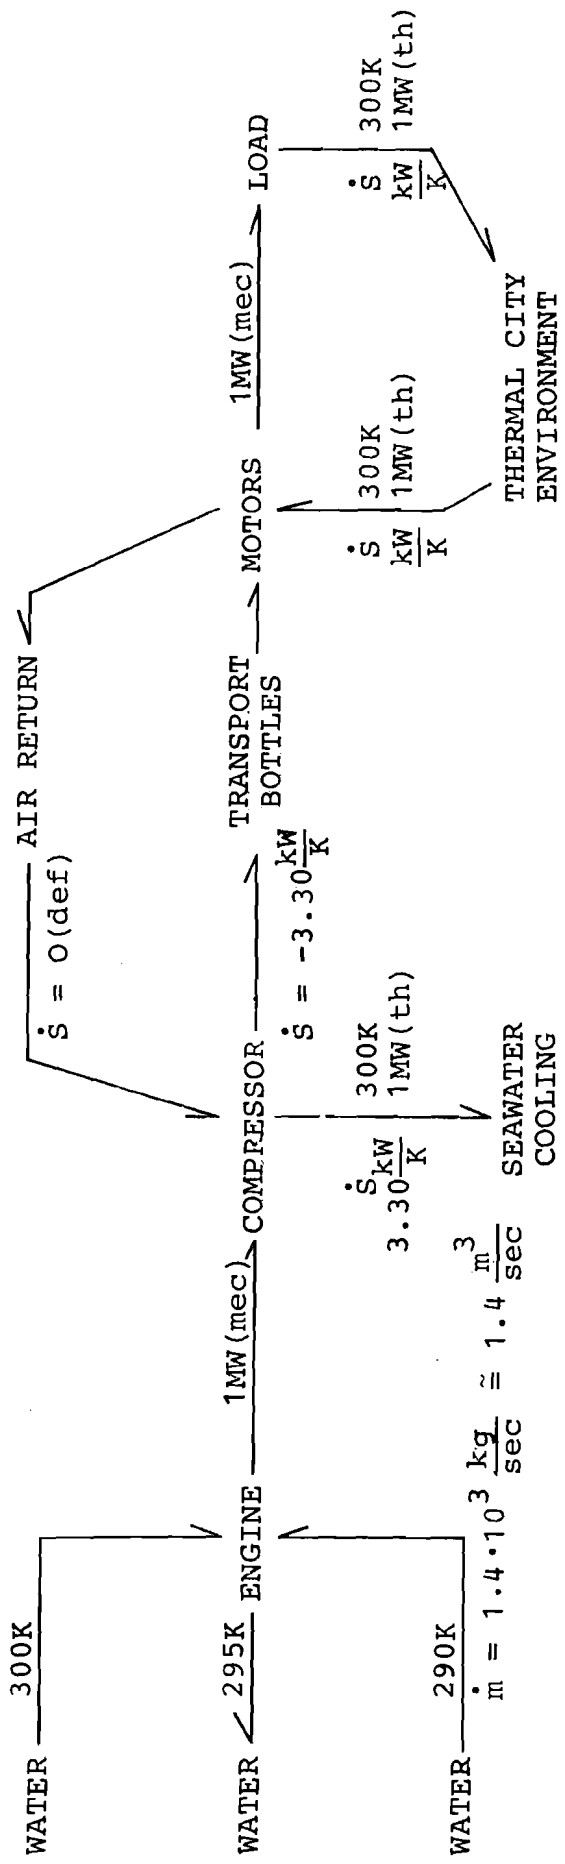 WATER 300K
WATER 295K ENGINE
WATER 290K
ṁ = 1.4·10³ kg/sec ≅ 1.4 m³/sec
1MW(mec)
COMPRESSOR
300K
1MW(th)
Ṡ
3.30 kW/K
SEAWATER
COOLING
Ṡ = 0(def)
AIR RETURN
Ṡ = -3.30 kW/K
TRANSPORT
BOTTLES
MOTORS
300K
1MW(th)
Ṡ
kW/K
THERMAL CITY
ENVIRONMENT
1MW(mec)
LOAD
300K
1MW(th)
Ṡ
kW/K